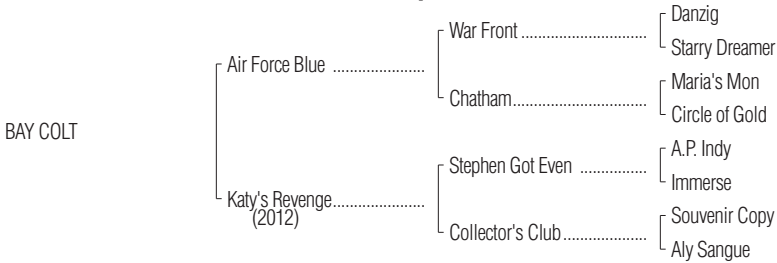 Danzig
War Front ..............................
Starry Dreamer
Air Force Blue ......................
Maria's Mon
Chatham................................
Circle of Gold
BAY COLT
A.P. Indy
Stephen Got Even ................
Immerse
Katy's Revenge......................
(2012)
Souvenir Copy
Collector's Club....................
Aly Sangue